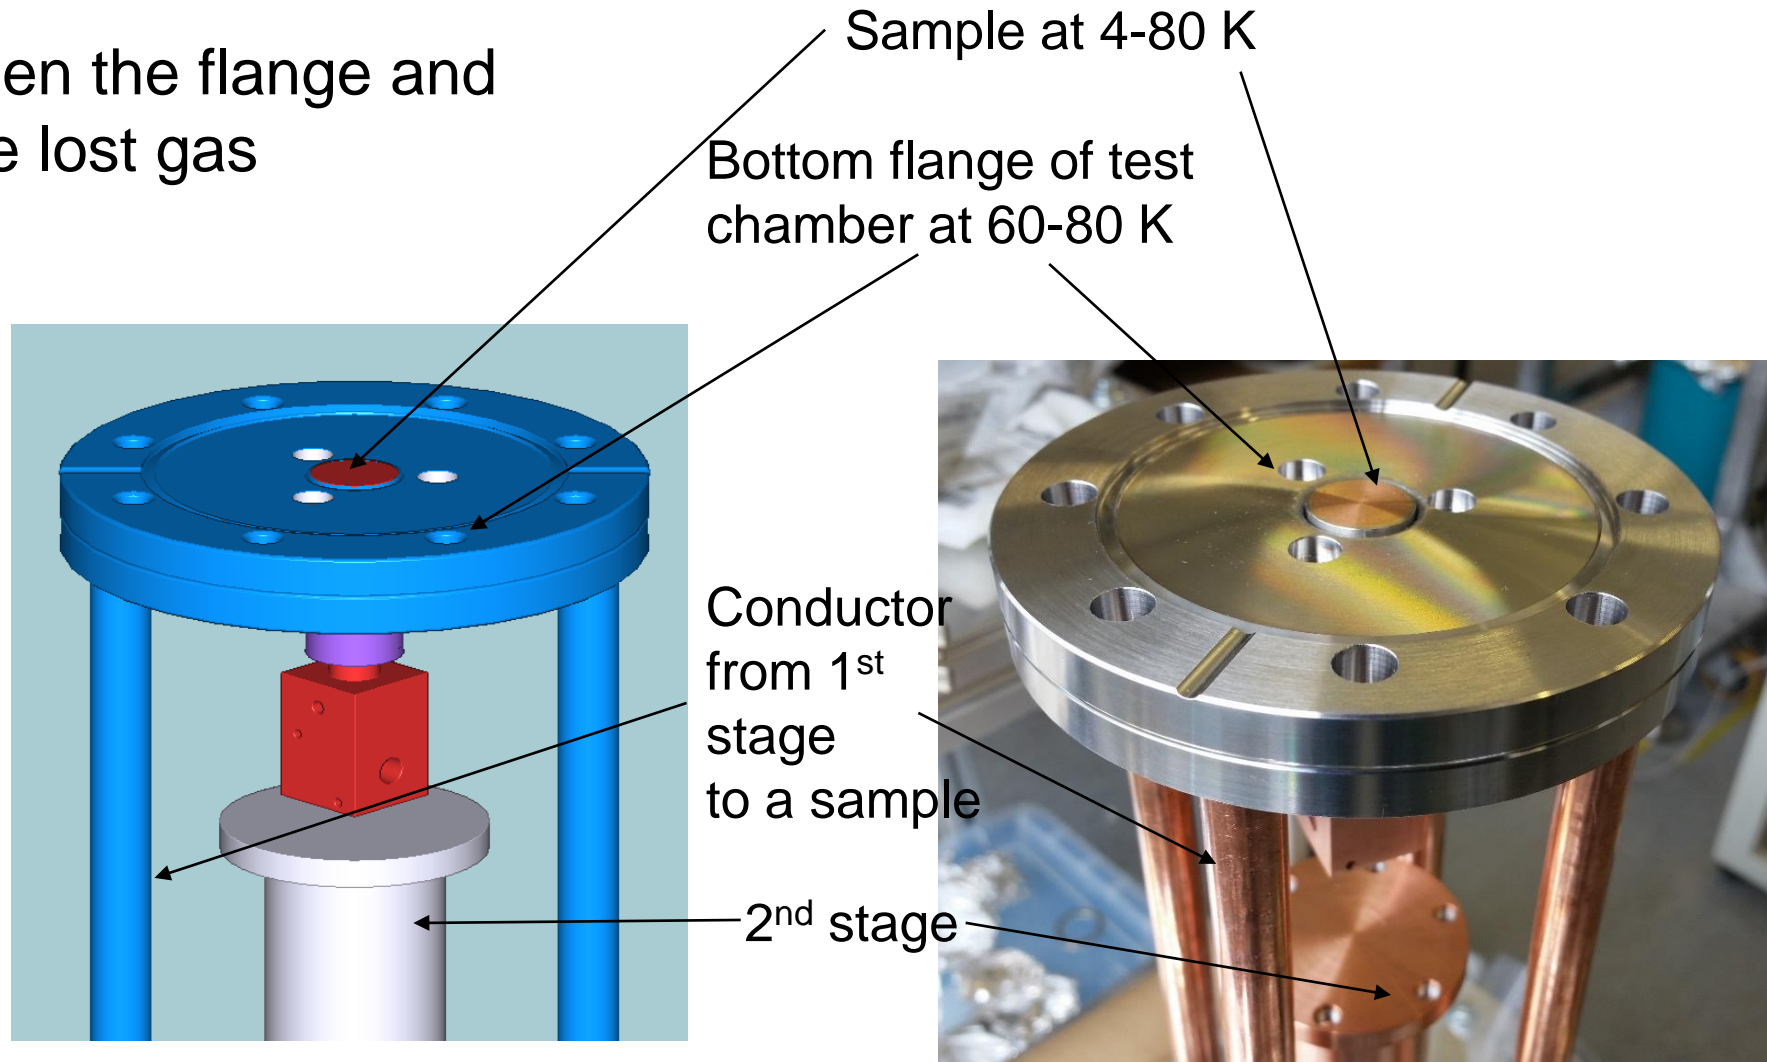 en the flange and
e lost gas
Sample at 4-80 K
Bottom flange of test
chamber at 60-80 K
Conductor
from 1st
stage
to a sample
2nd stage